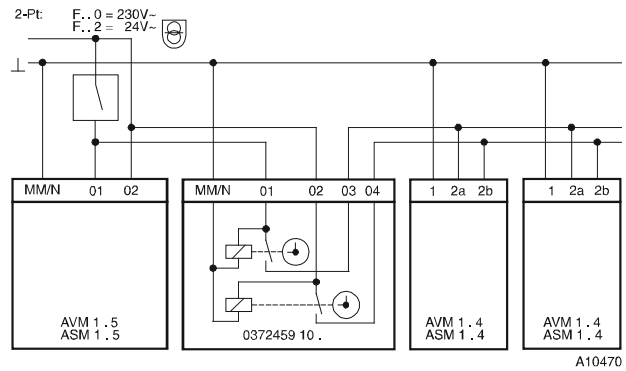 2-Pt: F..0 = 230V~
F..2 = 24V~
MM/N 01 02
MM/N 01 02 03 04
1 2a 2b
1 2a 2b
AVM 1 . 5
ASM 1 . 5
0372459 10 .
AVM 1 . 4
ASM 1 . 4
AVM 1 . 4
ASM 1 . 4
A10470